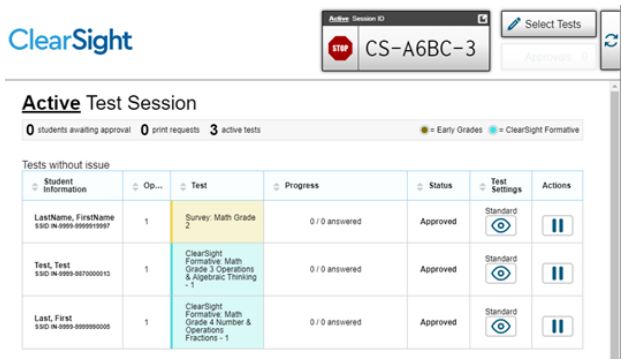 ClearSight
Active Session ID
STOP
CS-A6BC-3
Select Tests
Approvals 0
Active Test Session
0 students awaiting approval 0 print requests 3 active tests
= Early Grades = ClearSight Formative
Tests without issue
Student Information Op... Test Progress Status Test Settings Actions
LastName, FirstName
SSID IN-9999-9999919997
1
Survey: Math Grade
2
0 / 0 answered
Approved
Standard
Test, Test
SSID IN-9999-9870000013
1
ClearSight
Formative: Math
Grade 3 Operations
& Algebraic Thinking
- 1
0 / 0 answered
Approved
Standard
Last, First
SSID IN-9999-9999990005
1
ClearSight
Formative: Math
Grade 4 Number &
Operations
Fractions - 1
0 / 0 answered
Approved
Standard